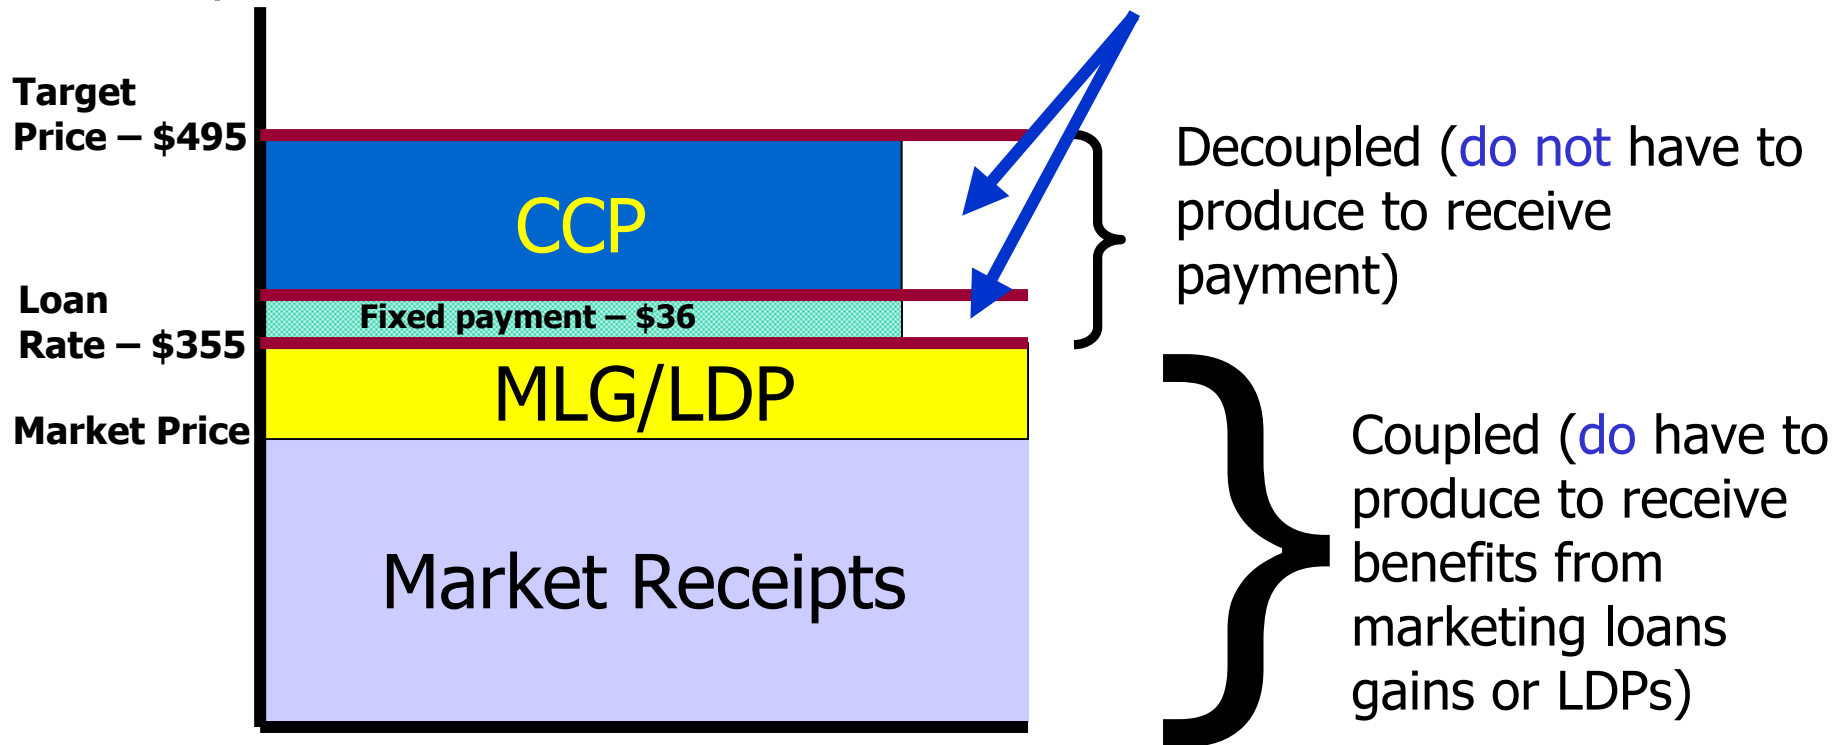 Target
Price – $495
CCP
Decoupled (do not have to
produce to receive
payment)
Loan
Rate – $355
Fixed payment – $36
MLG/LDP
Market Price
Market Receipts
Coupled (do have to
produce to receive
benefits from
marketing loans
gains or LDPs)